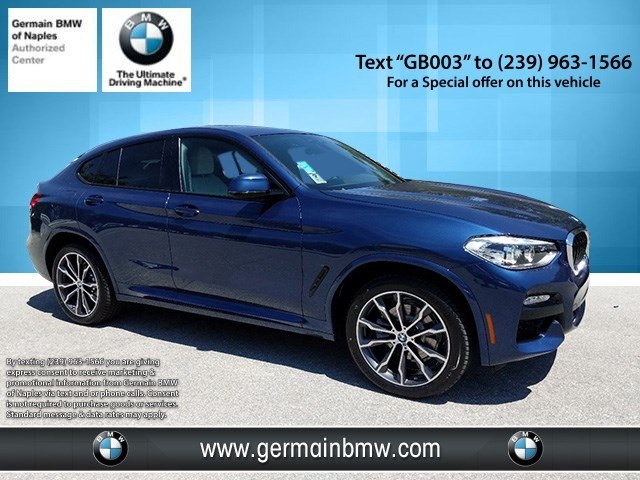 Germain BMW
of Naples
Authorized
Center
BMW
The Ultimate
Driving Machine®
Text “GB003” to (239) 963-1566
For a Special offer on this vehicle
By texting (239) 963-1566 you are giving
express consent to receive marketing &
promotional information from Germain BMW
of Naples via text and or phone calls. Consent
is not required to purchase goods or services.
Standard message & data rates may apply.
BMW
www.germainbmw.com
BMW